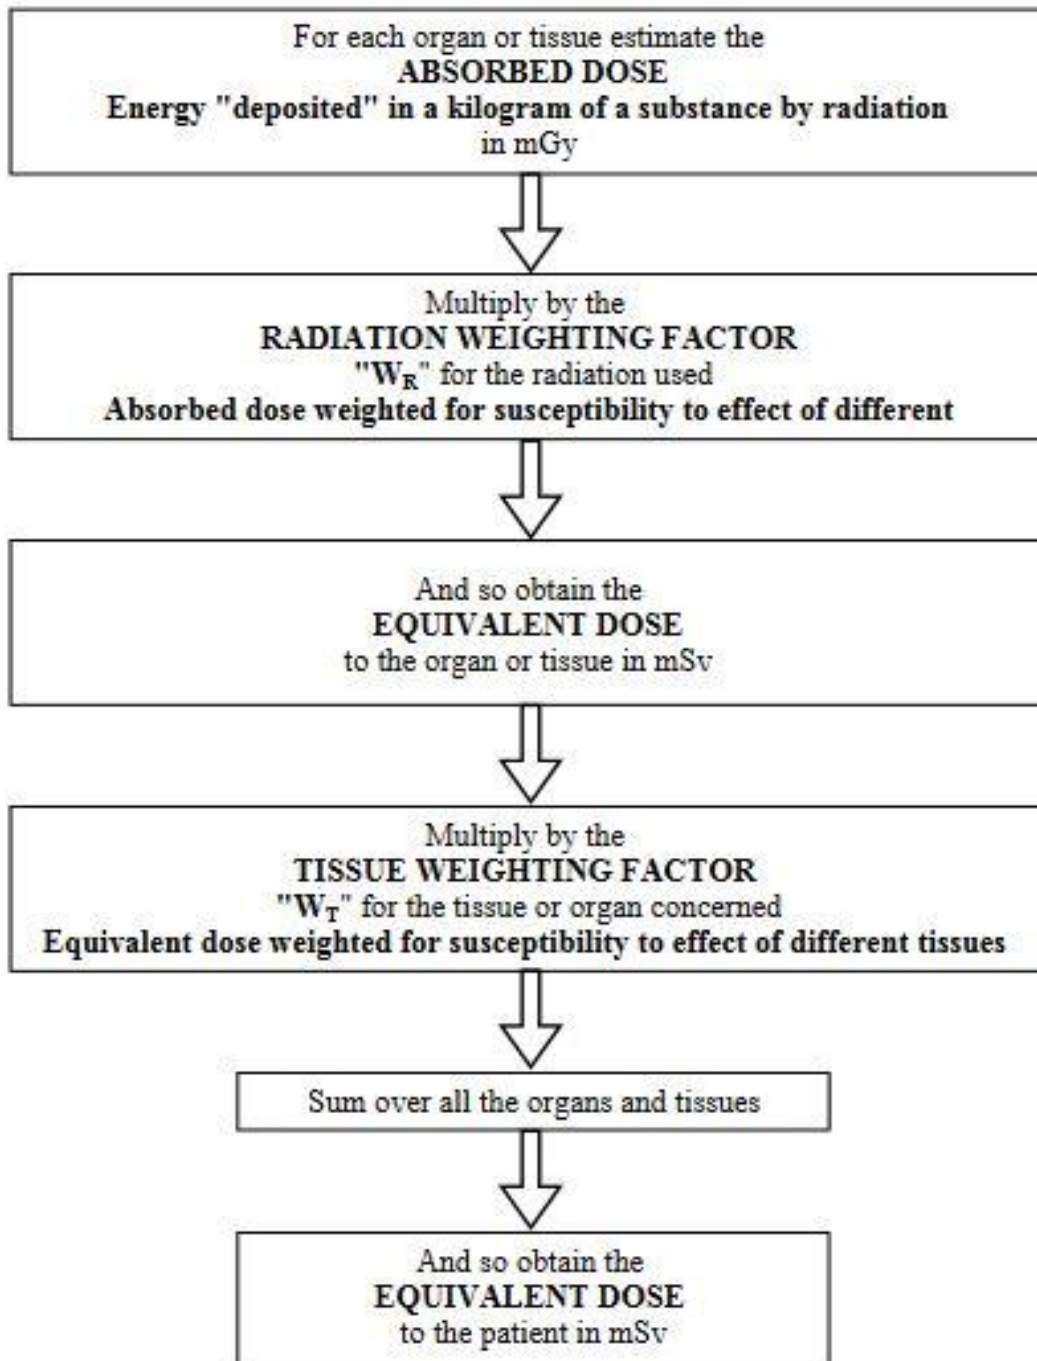 For each organ or tissue estimate the
ABSORBED DOSE
Energy "deposited" in a kilogram of a substance by radiation
in mGy
Multiply by the
RADIATION WEIGHTING FACTOR
"WR" for the radiation used
Absorbed dose weighted for susceptibility to effect of different
And so obtain the
EQUIVALENT DOSE
to the organ or tissue in mSv
Multiply by the
TISSUE WEIGHTING FACTOR
"WT" for the tissue or organ concerned
Equivalent dose weighted for susceptibility to effect of different tissues
Sum over all the organs and tissues
And so obtain the
EQUIVALENT DOSE
to the patient in mSv